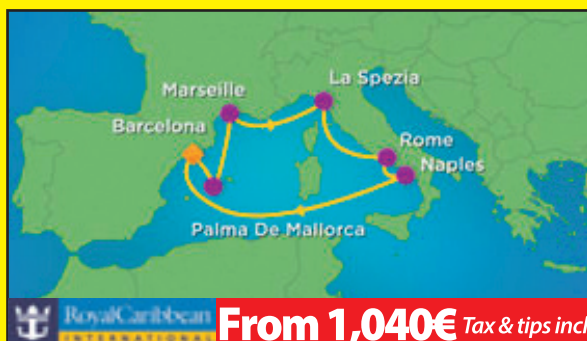 La Spezia
Marseille
Barcelona
Rome
Naples
Palma De Mallorca
RoyalCaribbean
INTERNATIONAL
From 1,040€ Tax & tips incl